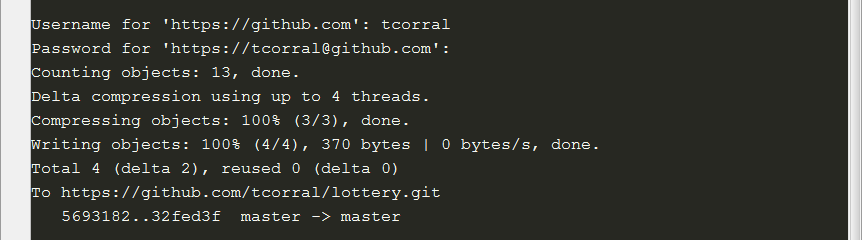 Username for 'https://github.com': tcorral
Password for 'https://tcorral@github.com':
Counting objects: 13, done.
Delta compression using up to 4 threads.
Compressing objects: 100% (3/3), done.
Writing objects: 100% (4/4), 370 bytes | 0 bytes/s, done.
Total 4 (delta 2), reused 0 (delta 0)
To https://github.com/tcorral/lottery.git
   5693182..32fed3f  master -> master